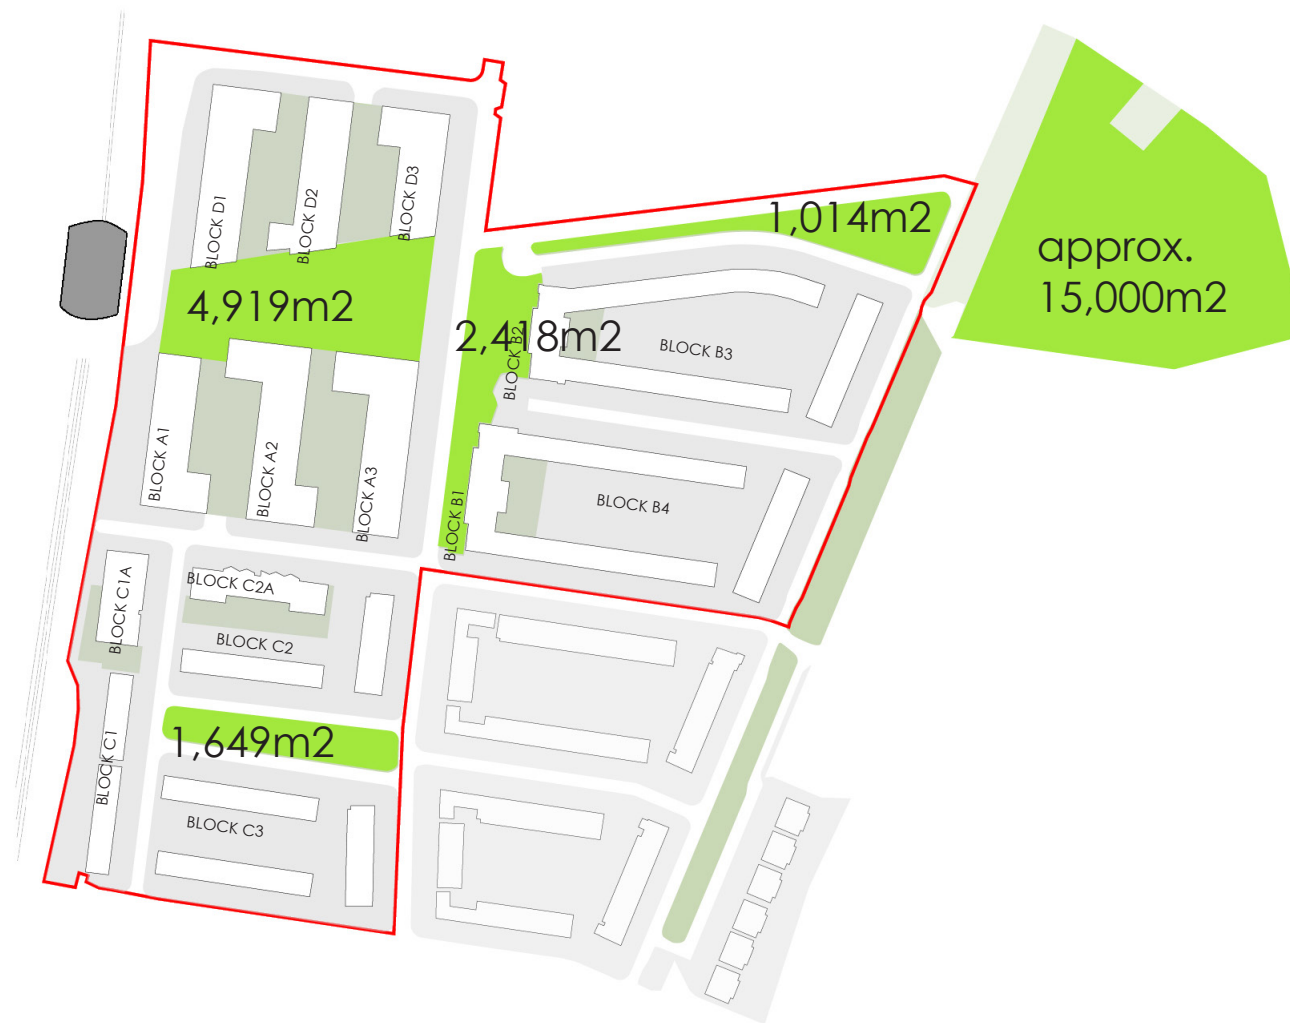 BLOCK D1
BLOCK D2
BLOCK D3
1,014m2
approx.
15,000m2
4,919m2
2,418m2
BLOCK B2
BLOCK B3
BLOCK A1
BLOCK A2
BLOCK A3
BLOCK B1
BLOCK B4
BLOCK C1A
BLOCK C2A
BLOCK C2
1,649m2
BLOCK C1
BLOCK C3